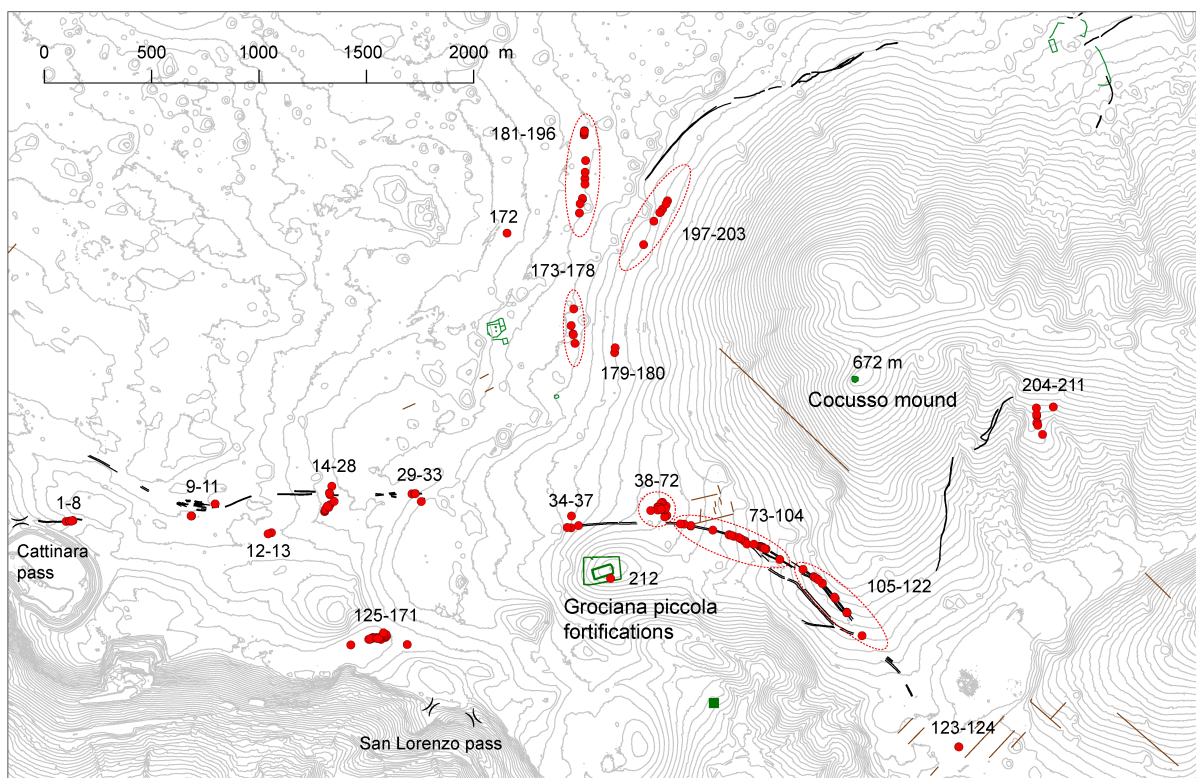 0 500 1000 1500 2000 m
181-196
172
197-203
173-178
179-180
672 m
Cocusso mound
204-211
14-28
29-33
38-72
9-11
34-37
1-8
73-104
12-13
Cattinara
pass
212
105-122
Grociana piccola
fortifications
125-171
San Lorenzo pass
123-124